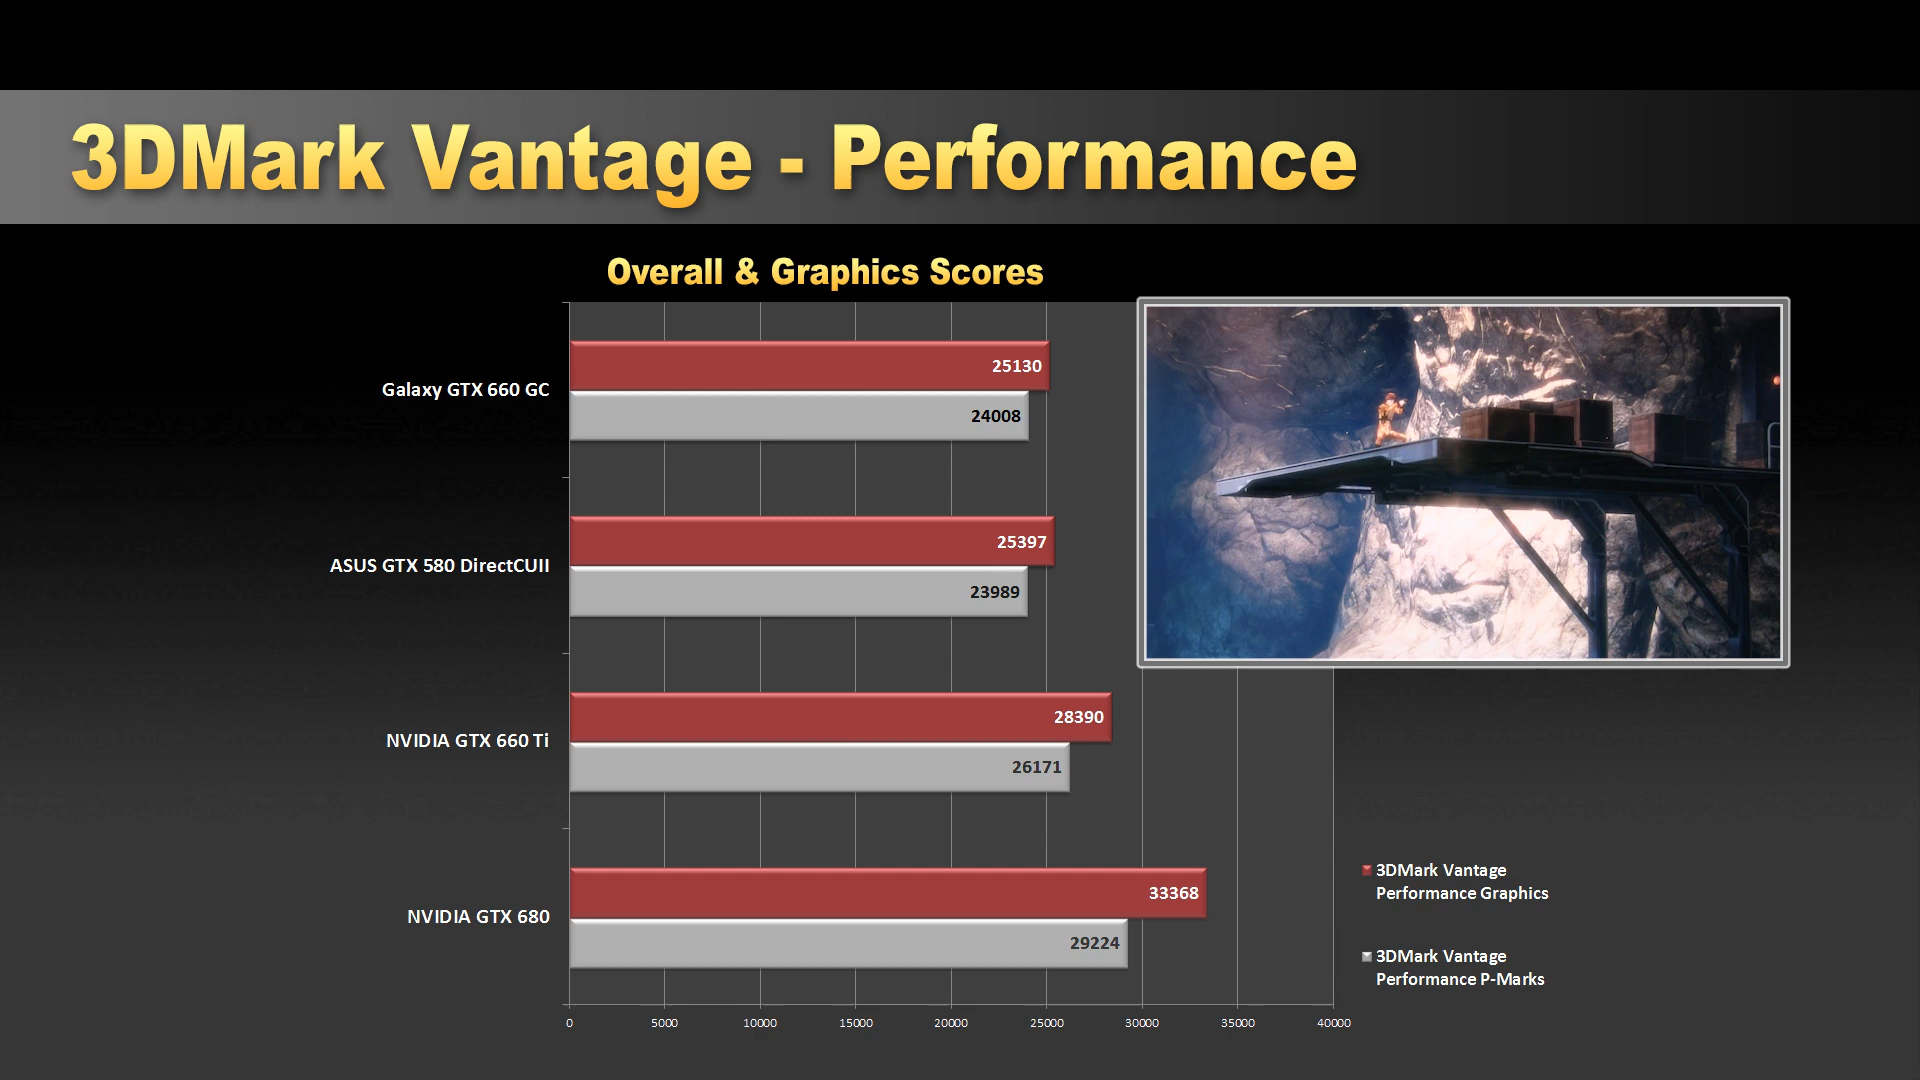 3DMark Vantage - Performance
Overall & Graphics Scores
Galaxy GTX 660 GC
25130
24008
ASUS GTX 580 DirectCUII
25397
23989
NVIDIA GTX 660 Ti
28390
26171
NVIDIA GTX 680
33368
29224
3DMark Vantage
Performance Graphics
3DMark Vantage
Performance P-Marks
0 5000 10000 15000 20000 25000 30000 35000 40000